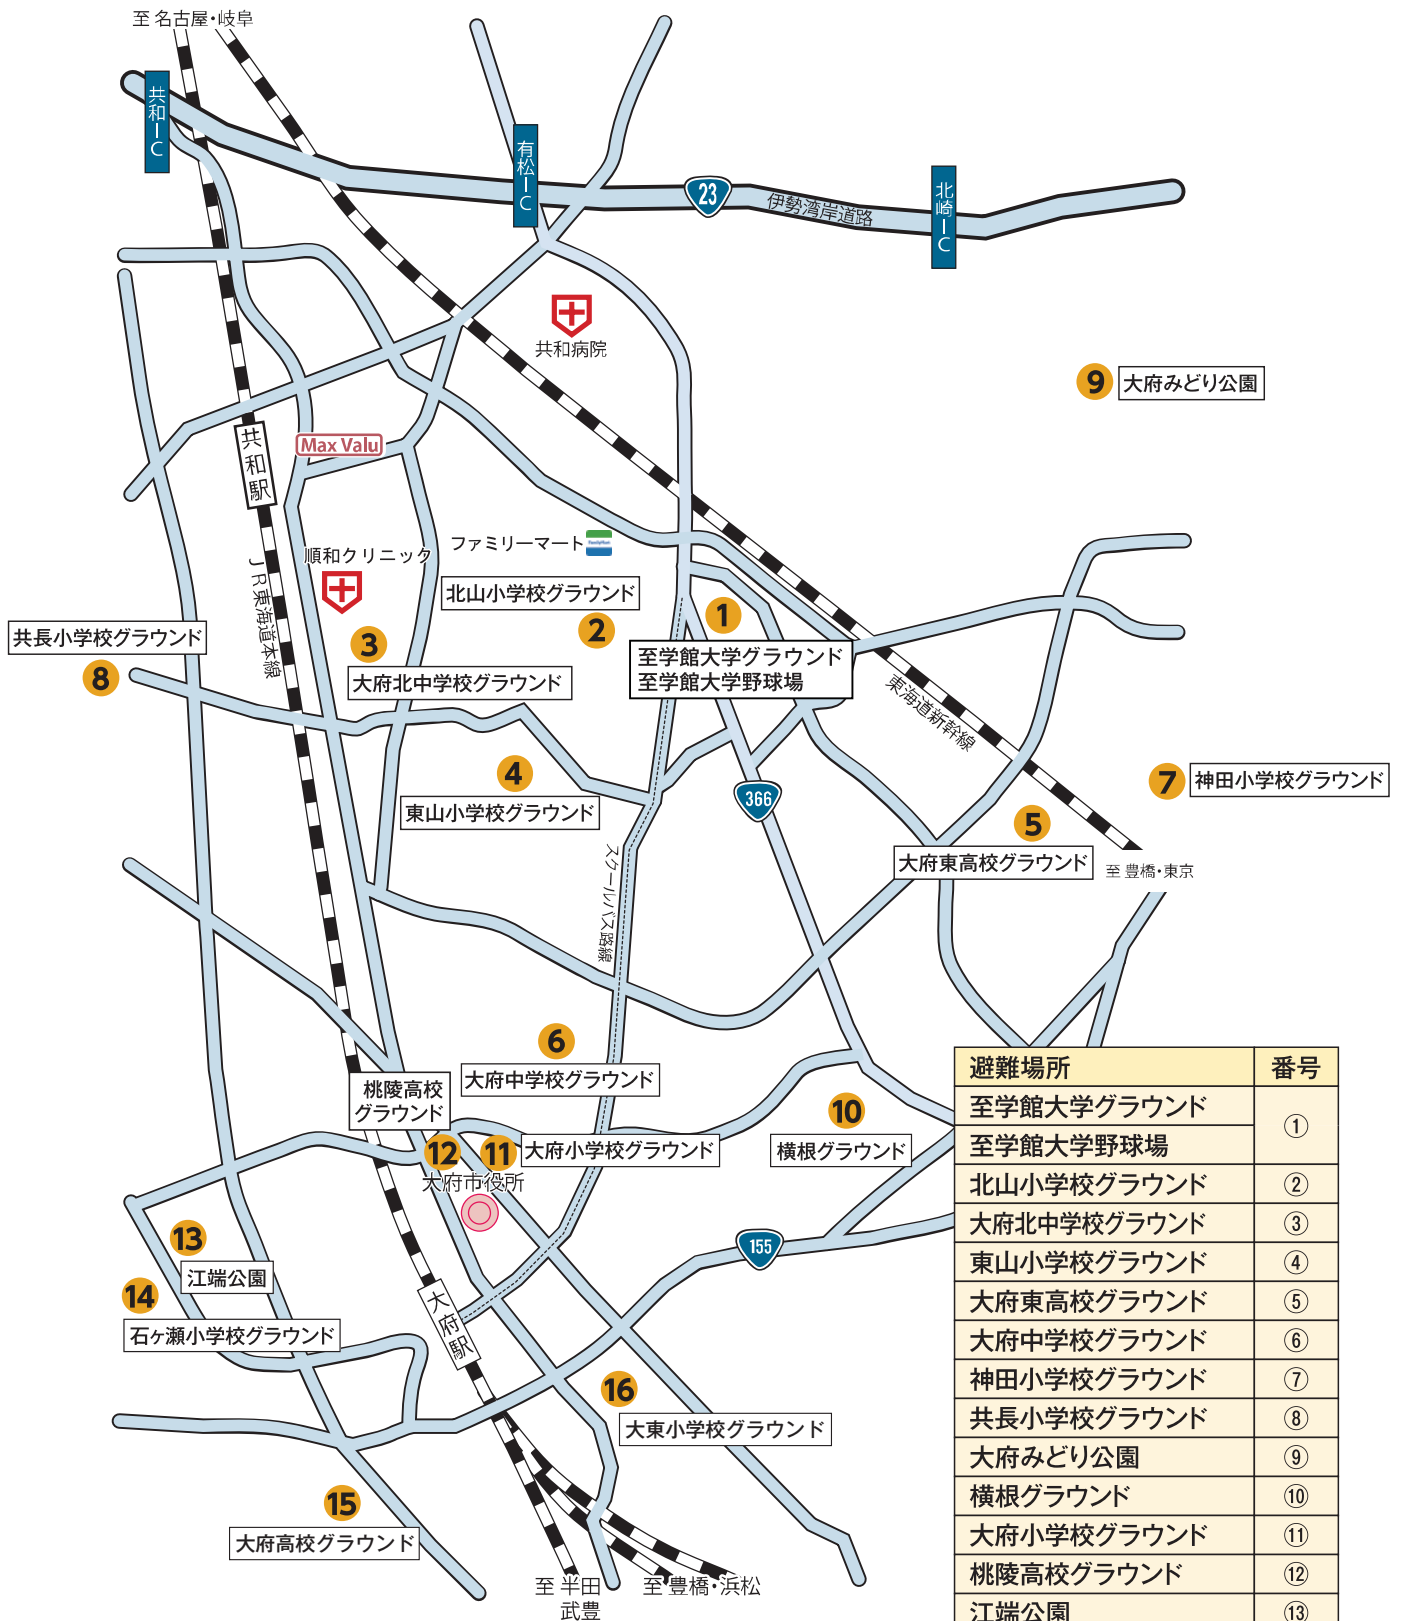 至 名古屋・岐阜
共和IC
有松IC
23
伊勢湾岸道路
北崎IC
共和病院
9
大府みどり公園
Max Valu
共和駅
順和クリニック
ファミリーマート
FamilyMart
JR東海道本線
北山小学校グラウンド
2
1
至学館大学グラウンド
至学館大学野球場
共長小学校グラウンド
8
3
大府北中学校グラウンド
東海道新幹線
4
東山小学校グラウンド
366
7
神田小学校グラウンド
5
大府東高校グラウンド
至 豊橋・東京
スクールバス路線
6
大府中学校グラウンド
桃陵高校
グラウンド
12
11
大府小学校グラウンド
大府市役所
10
横根グラウンド
13
江端公園
14
石ヶ瀬小学校グラウンド
155
大府駅
16
大東小学校グラウンド
15
大府高校グラウンド
至 半田
武豊
至 豊橋・浜松
避難場所 番号
至学館大学グラウンド ①
至学館大学野球場
北山小学校グラウンド ②
大府北中学校グラウンド ③
東山小学校グラウンド ④
大府東高校グラウンド ⑤
大府中学校グラウンド ⑥
神田小学校グラウンド ⑦
共長小学校グラウンド ⑧
大府みどり公園 ⑨
横根グラウンド ⑩
大府小学校グラウンド ⑪
桃陵高校グラウンド ⑫
江端公園 ⑬